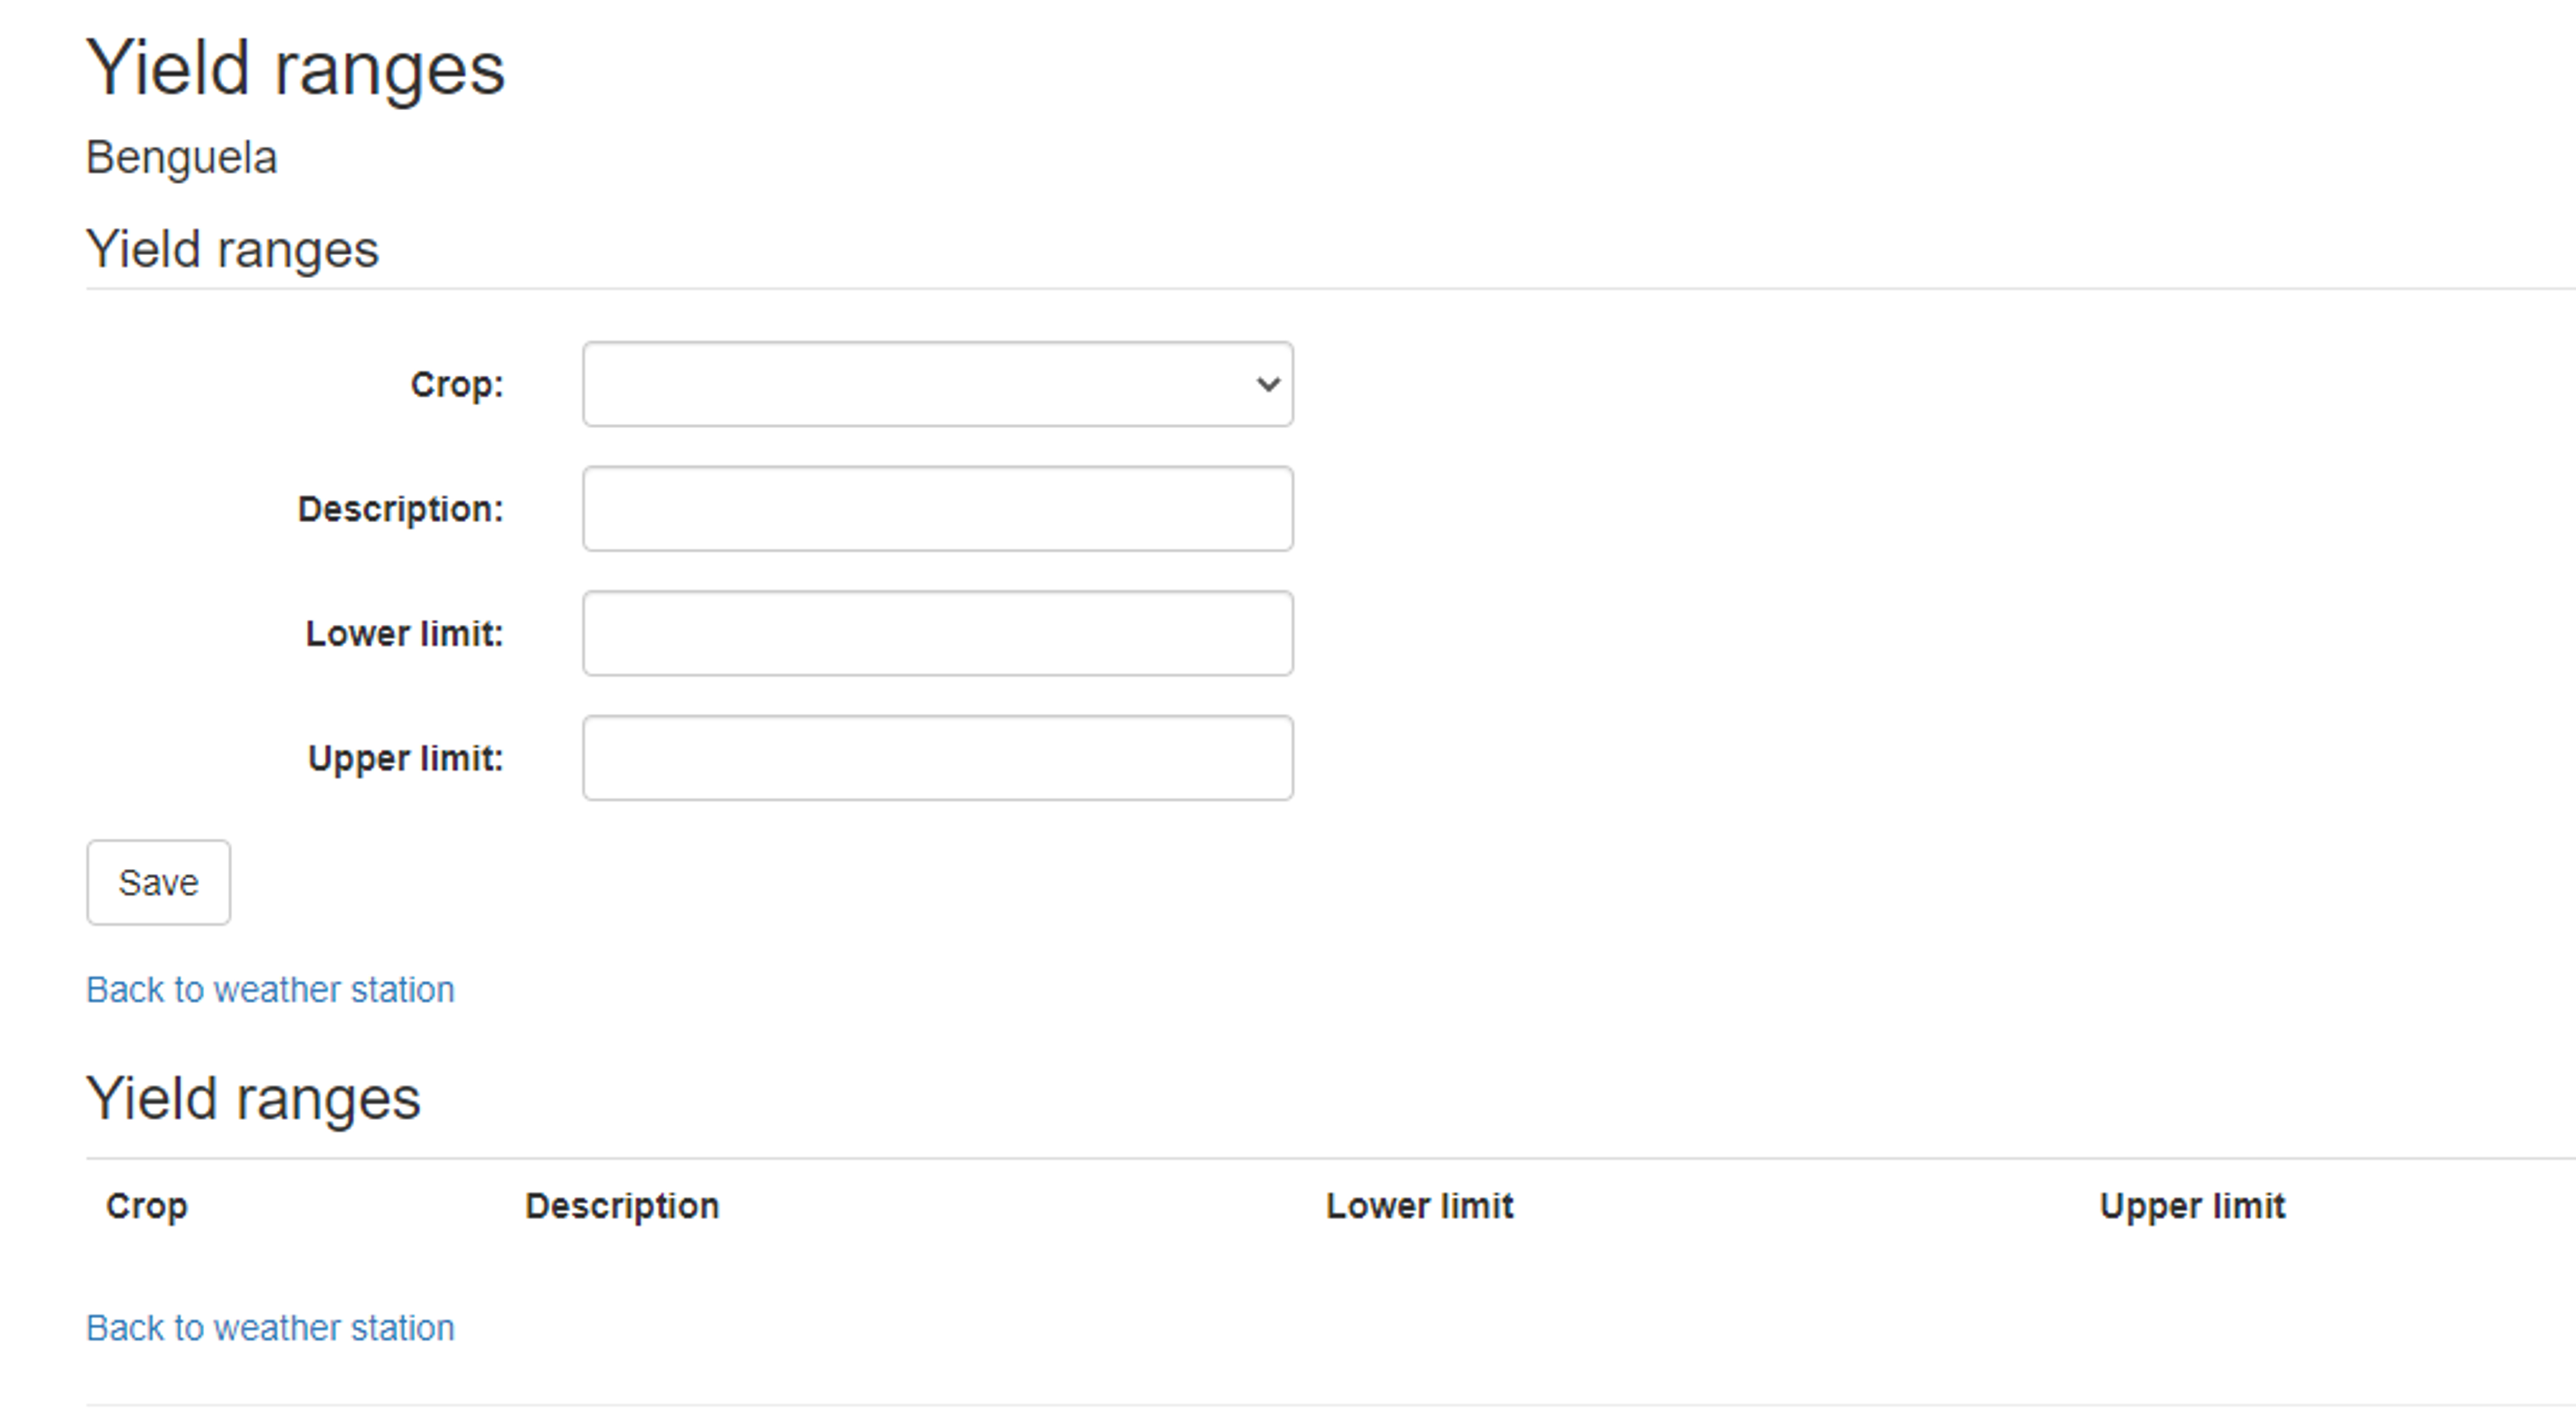 Yield ranges
Benguela
Yield ranges
Crop:
Description:
Lower limit:
Upper limit:
Save
Back to weather station
Yield ranges
Crop Description Lower limit Upper limit
Back to weather station